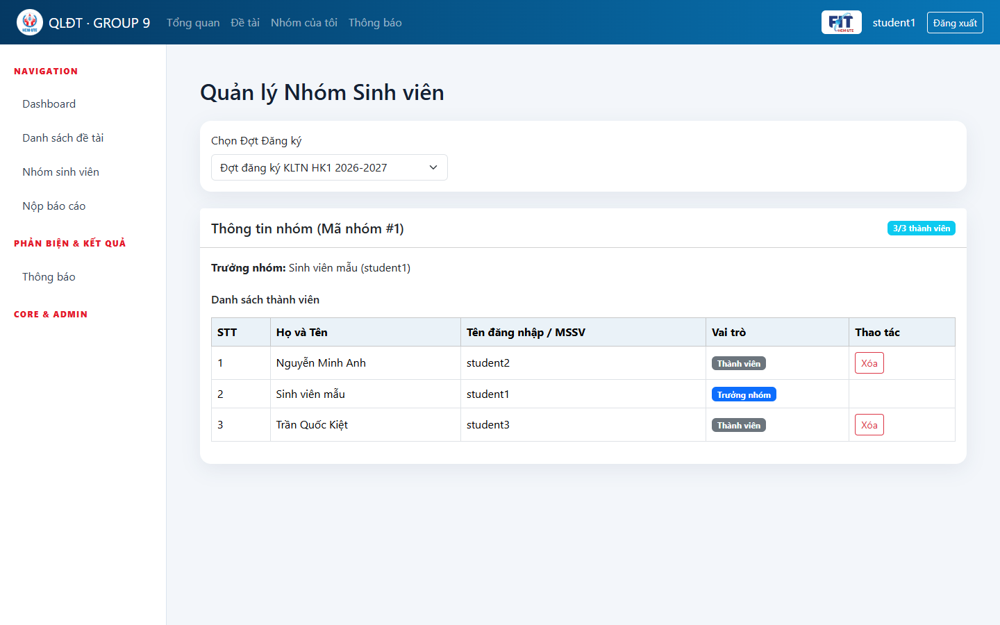 HCM-UTE
QLĐT · GROUP 9
Tổng quan
Đề tài
Nhóm của tôi
Thông báo
FIT
HCM·UTE
student1
Đăng xuất
NAVIGATION
Dashboard
Danh sách đề tài
Nhóm sinh viên
Nộp báo cáo
PHẢN BIỆN & KẾT QUẢ
Thông báo
CORE & ADMIN
Quản lý Nhóm Sinh viên
Chọn Đợt Đăng ký
Đợt đăng ký KLTN HK1 2026-2027
Thông tin nhóm (Mã nhóm #1)
3/3 thành viên
Trưởng nhóm: Sinh viên mẫu (student1)
Danh sách thành viên
STT Họ và Tên Tên đăng nhập / MSSV Vai trò Thao tác
1 Nguyễn Minh Anh student2 Thành viên Xóa
2 Sinh viên mẫu student1 Trưởng nhóm
3 Trần Quốc Kiệt student3 Thành viên Xóa